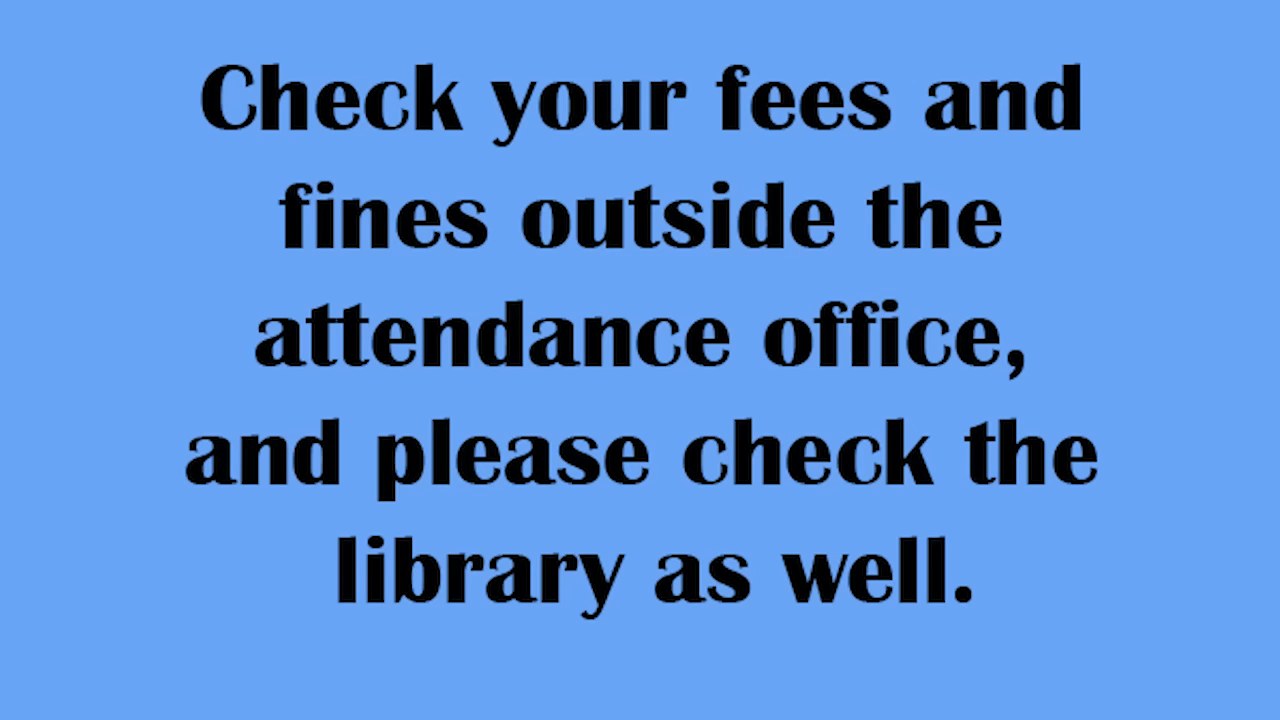 Check your fees and
fines outside the
attendance office,
and please check the
library as well.